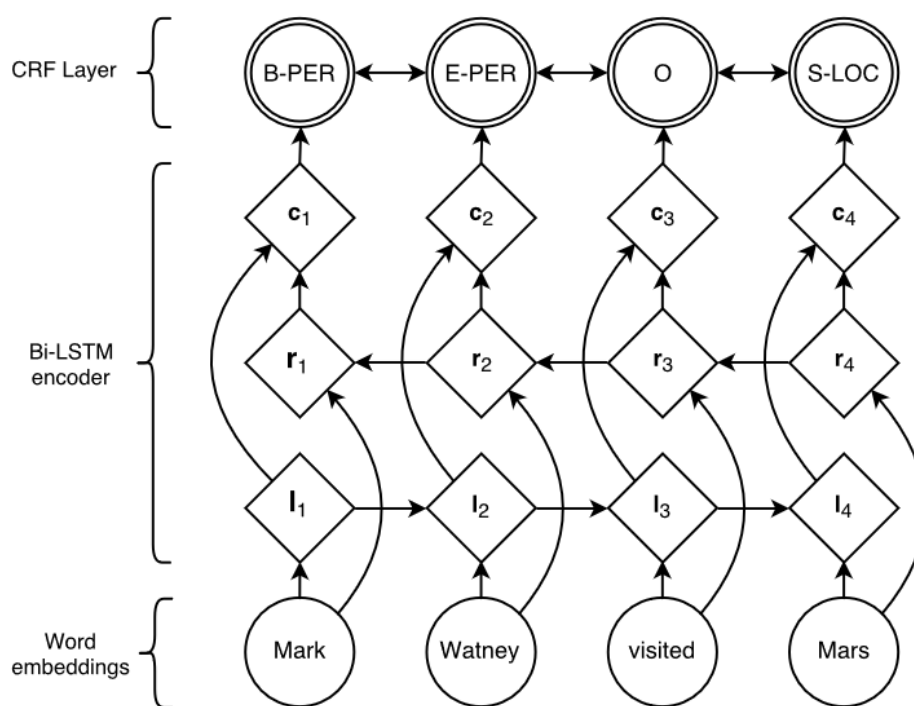 CRF Layer
B-PER
E-PER
O
S-LOC
c1
c2
c3
c4
Bi-LSTM
encoder
r1
r2
r3
r4
l1
l2
l3
l4
Word
embeddings
Mark
Watney
visited
Mars